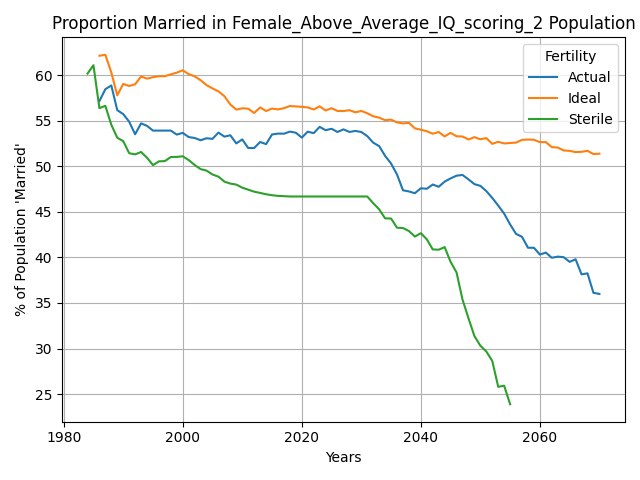 Proportion Married in Female_Above_Average_IQ_scoring_2 Population
Fertility
Actual
Ideal
Sterile
% of Population 'Married'
60
55
50
45
40
35
30
25
1980
2000
2020
2040
2060
Years